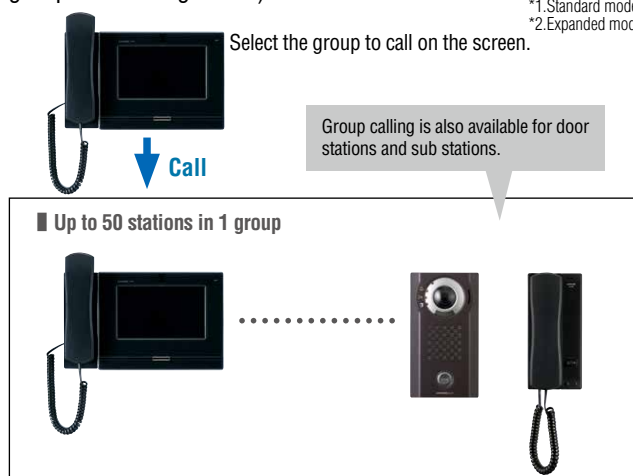 *1.Standard mode
*2.Expanded mod
Select the group to call on the screen.
Call
Group calling is also available for door
stations and sub stations.
Up to 50 stations in 1 group